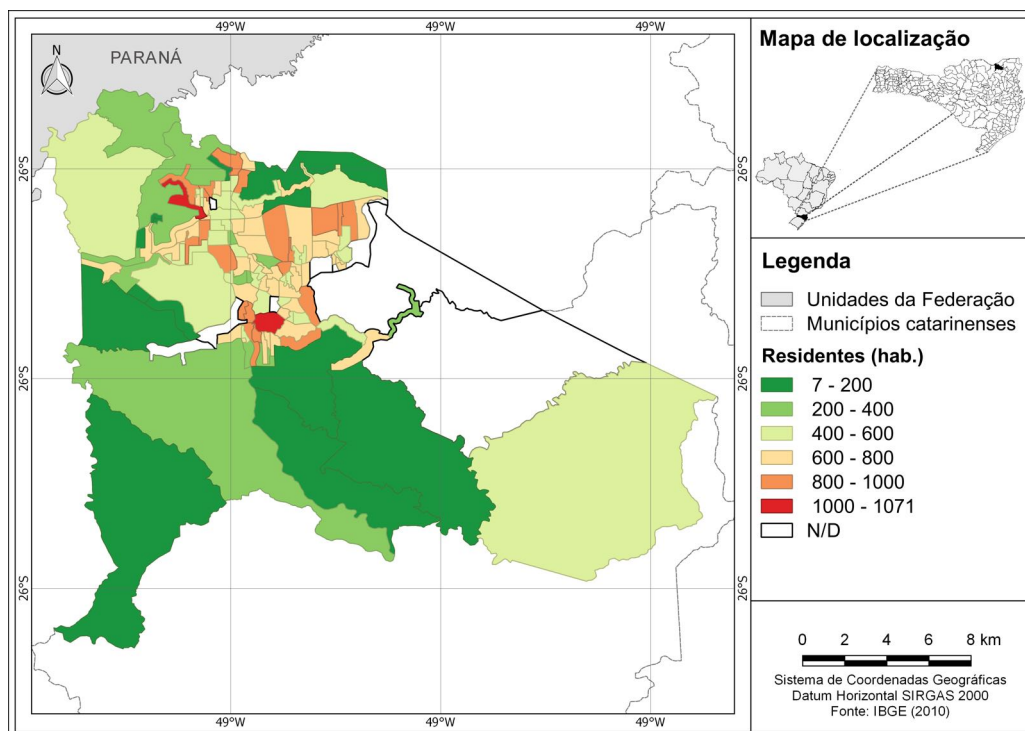 49°W 49°W 49°W
N
PARANÁ
26°S 26°S
26°S 26°S
26°S 26°S
49°W 49°W 49°W
Mapa de localização
Legenda
Unidades da Federação
Municípios catarinenses
Residentes (hab.)
7 - 200
200 - 400
400 - 600
600 - 800
800 - 1000
1000 - 1071
N/D
0 2 4 6 8 km
Sistema de Coordenadas Geográficas
Datum Horizontal SIRGAS 2000
Fonte: IBGE (2010)